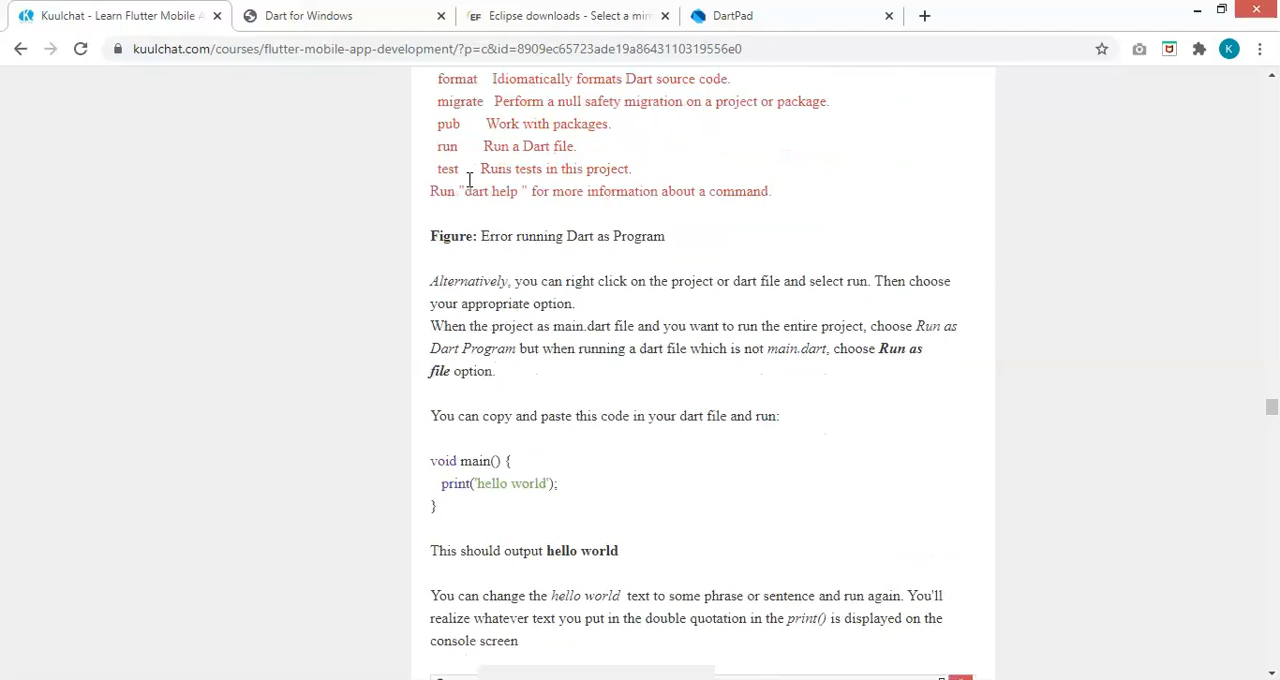 Kuulchat - Learn Flutter Mobile A
Dart for Windows
Eclipse downloads - Select a mirr
DartPad
kuulchat.com/courses/flutter-mobile-app-development/?p=c&id=8909ec65723ade19a86431103195​56e0
K
format Idiomatically formats Dart source code.
migrate Perform a null safety migration on a project or package.
pub Work with packages.
run Run a Dart file.
test Runs tests in this project.
Run "dart help " for more information about a command.
Figure: Error running Dart as Program
Alternatively, you can right click on the project or dart file and select run. Then choose
your appropriate option.
When the project as main.dart file and you want to run the entire project, choose Run as
Dart Program but when running a dart file which is not main.dart, choose Run as
file option.
You can copy and paste this code in your dart file and run:
void main() {
print('hello world');
}
This should output hello world
You can change the hello world text to some phrase or sentence and run again. You'll
realize whatever text you put in the double quotation in the print() is displayed on the
console screen